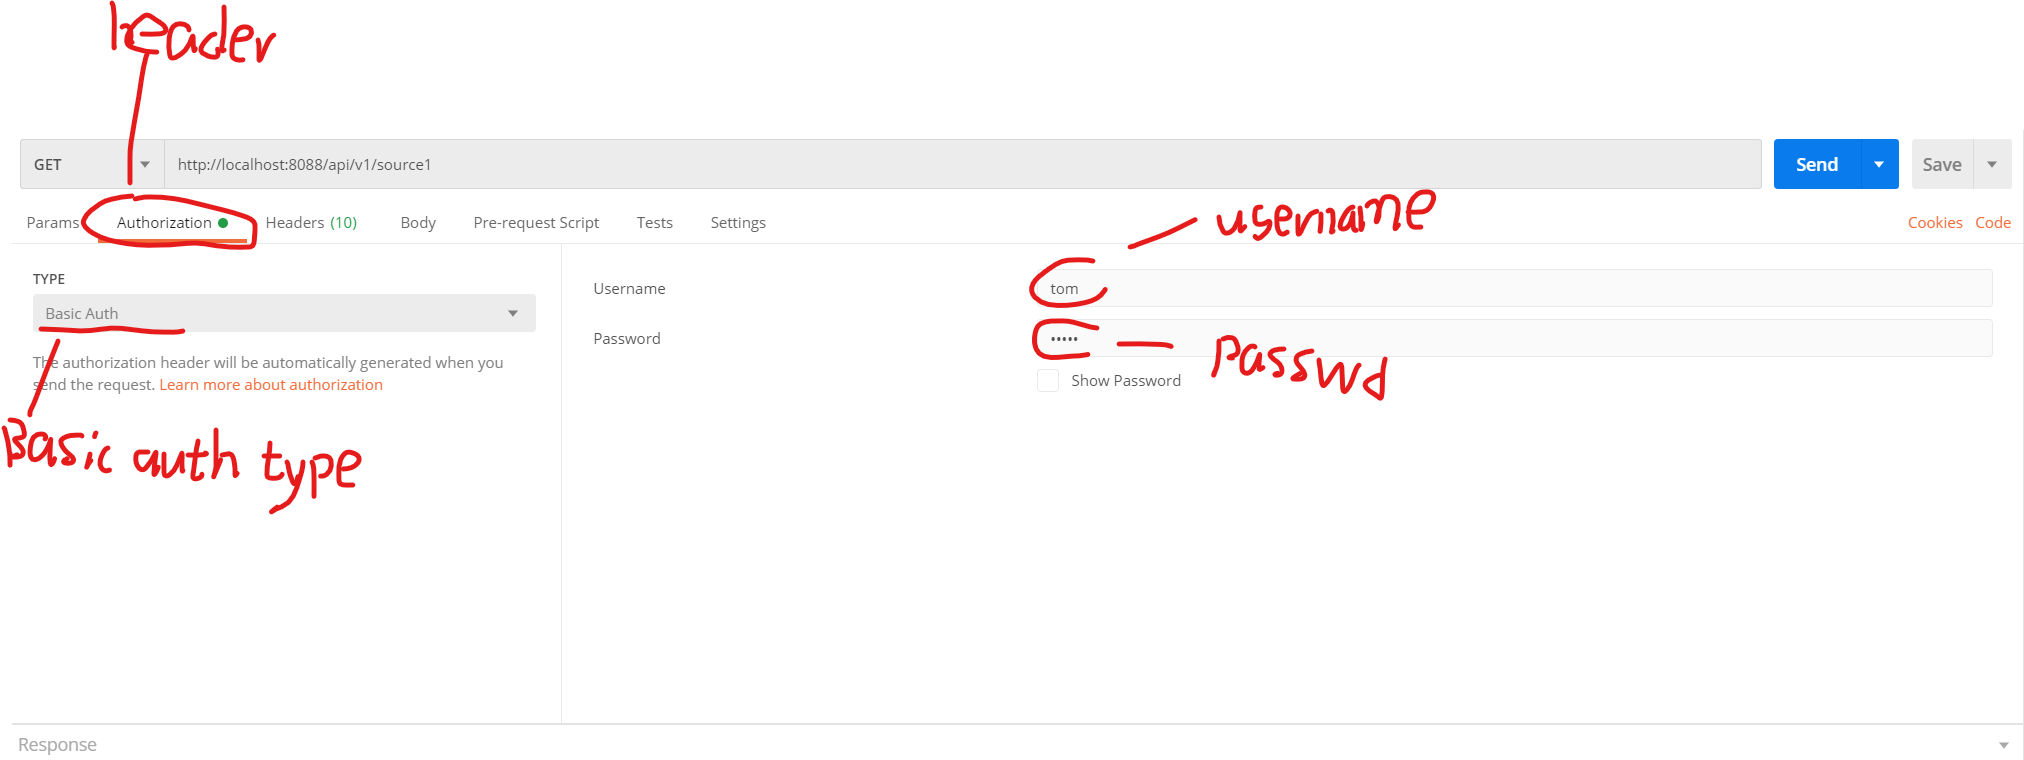 header
GET http://localhost:8088/api/v1/source1 Send Save
Params Authorization Headers (10) Body Pre-request Script Tests Settings Cookies Code
username
TYPE
Basic Auth
Username tom
Password •••••
passwd
Show Password
The authorization header will be automatically generated when you
send the request. Learn more about authorization
Basic auth type
Response